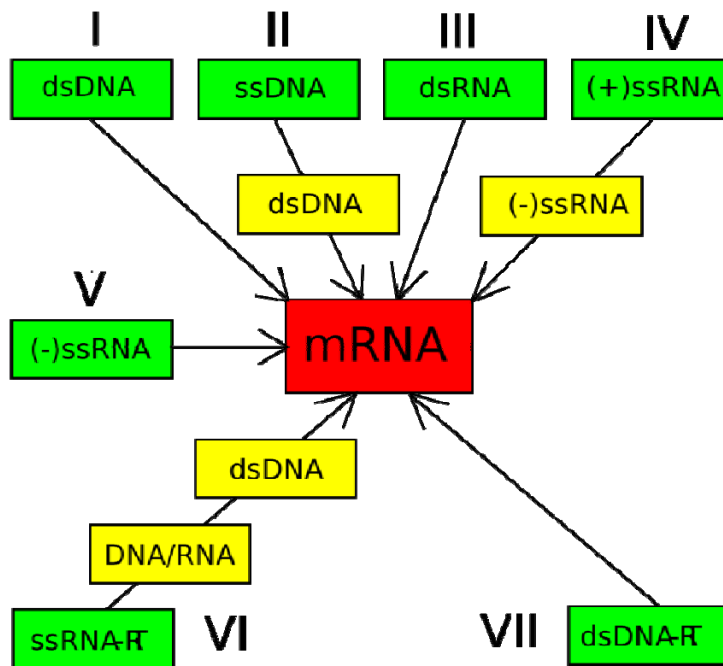 I
II
III
IV
dsDNA
ssDNA
dsRNA
(+)ssRNA
dsDNA
(-)ssRNA
V
(-)ssRNA
mRNA
dsDNA
DNA/RNA
ssRNA-RT
VI
VII
dsDNA-RT